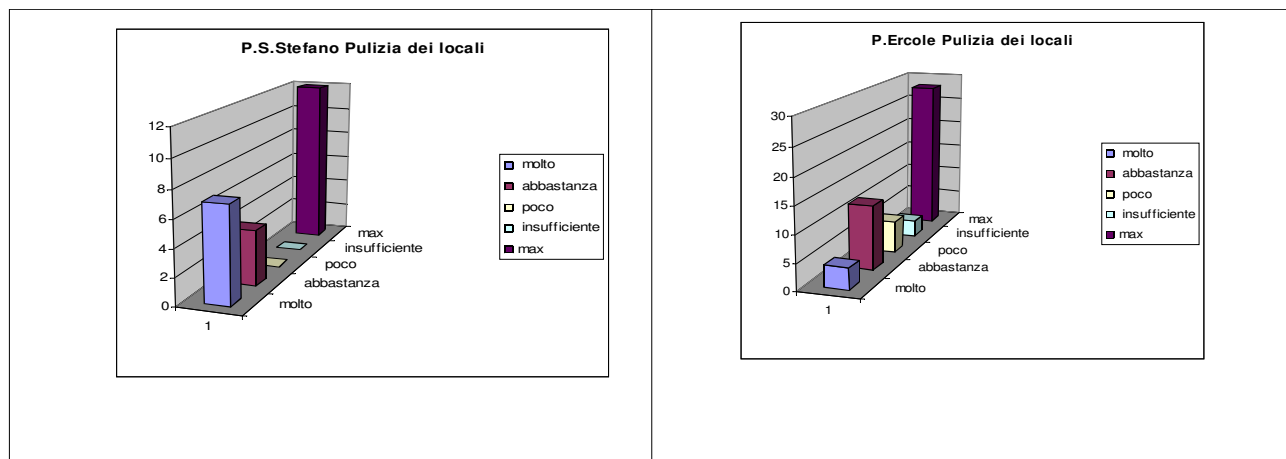 P.S.Stefano Pulizia dei locali
12
10
8
6
4
2
0
1
molto
abbastanza
poco
insufficiente
max
molto
abbastanza
poco
insufficiente
max
P.Ercole Pulizia dei locali
30
25
20
15
10
5
0
1
molto
abbastanza
poco
insufficiente
max
molto
abbastanza
poco
insufficiente
max